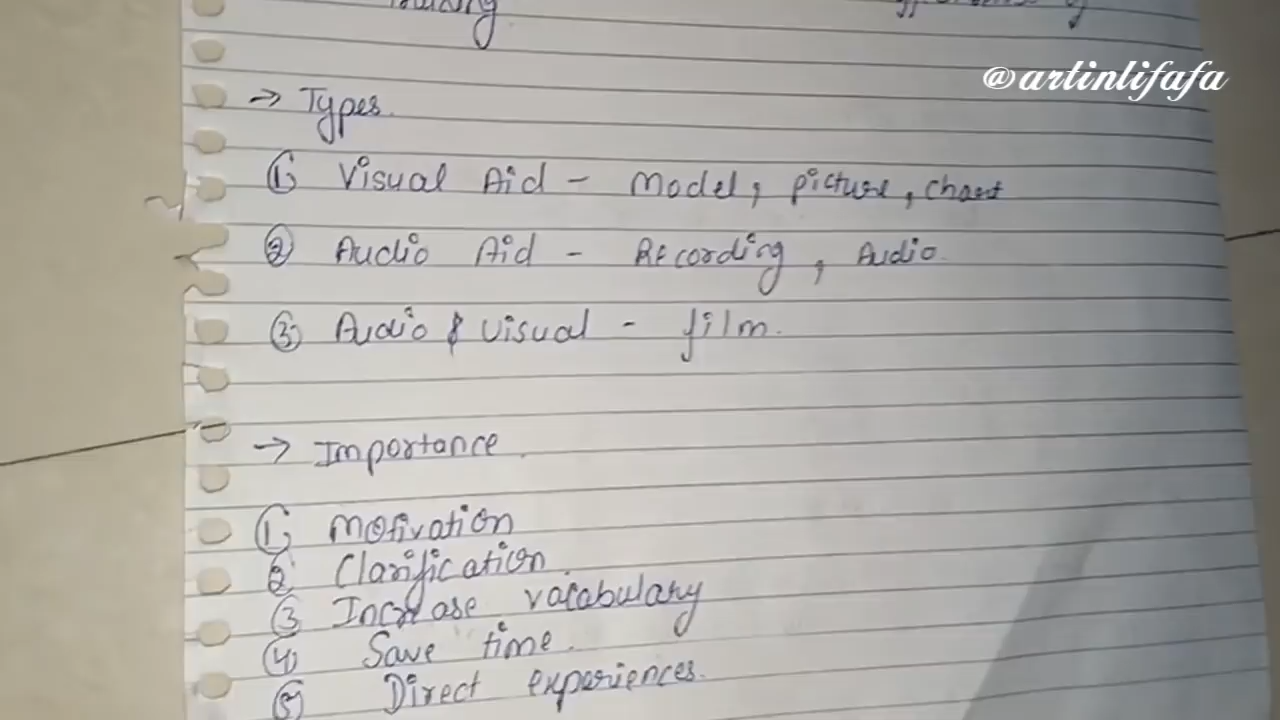 @artinlifafa
→ Types.
① Visual Aid - Model, picture, chart
② Audio Aid - Recording, Audio.
③ Audio & Visual - film.
→ Importance.
① Motivation
② Clarification.
③ Increase vacabulary
④ Save time.
⑤ Direct experiences.